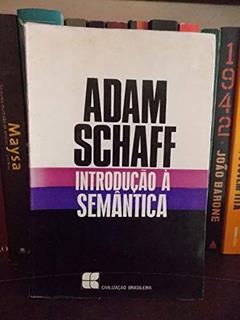 ADAM
SCHAFF
INTRODUÇÃO À
SEMÂNTICA
CIVILIZAÇÃO BRASILEIRA
Maysa
1942
JOÃO BARONE